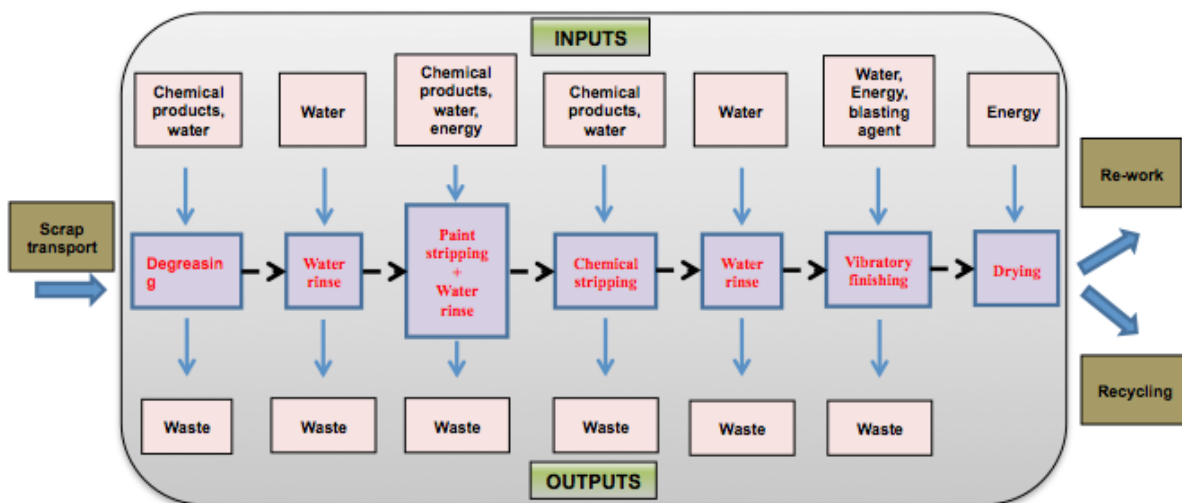 INPUTS
Chemical
products,
water
Water
Chemical
products,
water,
energy
Chemical
products,
water
Water
Water,
Energy,
blasting
agent
Energy
Scrap
transport
Degreasin
g
Water
rinse
Paint
stripping
+
Water
rinse
Chemical
stripping
Water
rinse
Vibratory
finishing
Drying
Re-work
Recycling
Waste
Waste
Waste
Waste
Waste
Waste
OUTPUTS